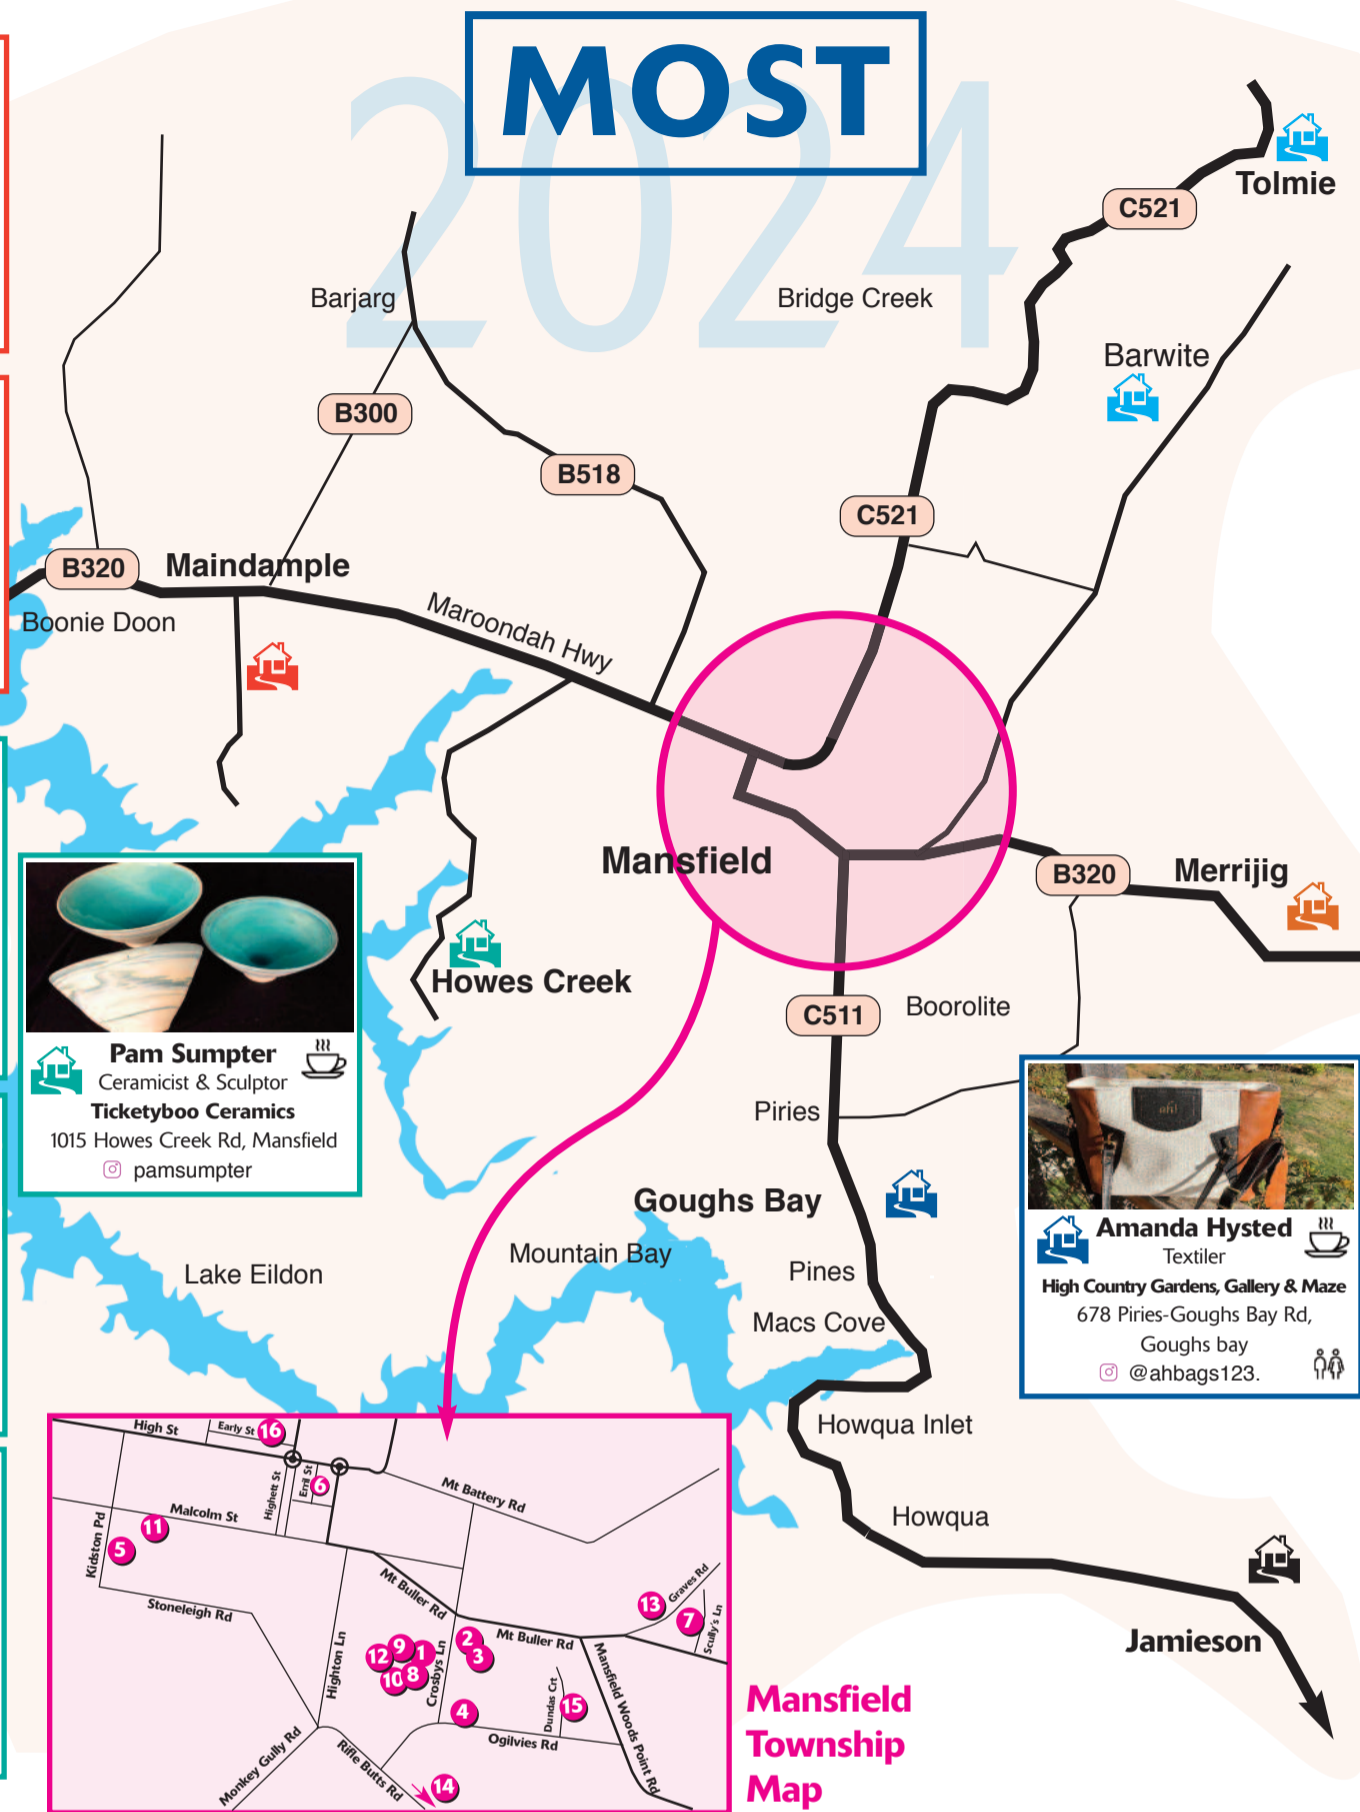 MOST
2024
Tolmie
C521
Barjarg
Bridge Creek
Barwite
B300
B518
C521
B320
Maindample
Boonie Doon
Maroondah Hwy
Mansfield
B320
Merrijig
Howes Creek
C511
Boorolite
Pam Sumpter
Ceramicist & Sculptor
Ticketyboo Ceramics
1015 Howes Creek Rd, Mansfield
pamsumpter
Piries
Goughs Bay
Mountain Bay
Lake Eildon
Pines
Macs Cove
Amanda Hysted
Textiler
High Country Gardens, Gallery & Maze
678 Piries-Goughs Bay Rd,
Goughs bay
@ahbags123.
Howqua Inlet
Howqua
Jamieson
High St
Early St
16
Highett St
Erril St
6
Mt Battery Rd
Malcolm St
Kidston Pd
11
5
Stoneleigh Rd
Mt Buller Rd
13
Graves Rd
7
Scully's Ln
Highton Ln
12
9
1
10
8
Crosbys Ln
2
3
Mt Buller Rd
Mansfield Woods Point Rd
4
Dundas Crt
15
Ogilvies Rd
Monkey Gully Rd
Rifle Butts Rd
14
Mansfield
Township
Map